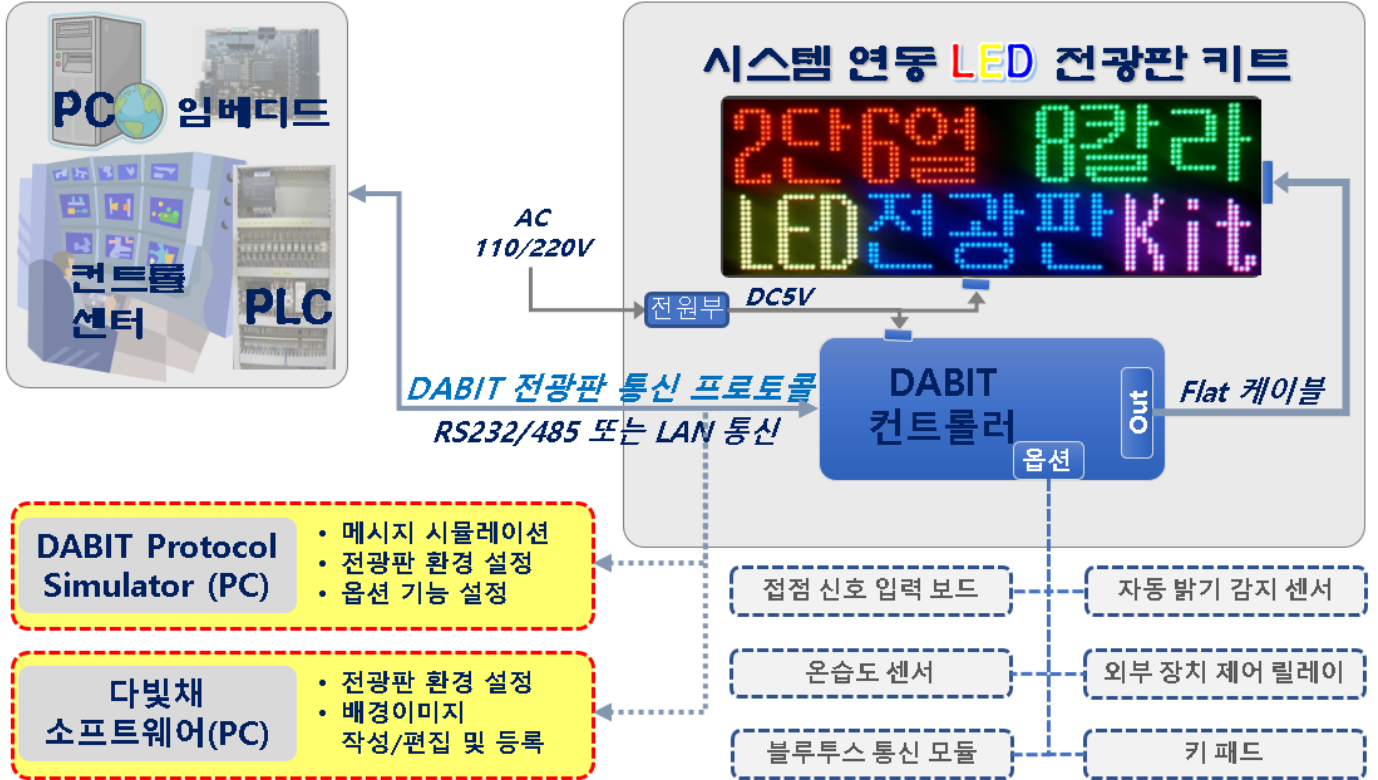 PC 임베디드
컨트롤
센터
PLC
시스템 연동 LED 전광판 키트
2단6열 8칼라
LED전광판Kit
AC
110/220V
전원부
DC5V
DABIT 전광판 통신 프로토콜
RS232/485 또는 LAN 통신
DABIT
컨트롤러
Out
옵션
Flat 케이블
DABIT Protocol
Simulator (PC)
• 메시지 시뮬레이션
• 전광판 환경 설정
• 옵션 기능 설정
다빛채
소프트웨어(PC)
• 전광판 환경 설정
• 배경이미지
작성/편집 및 등록
접점 신호 입력 보드
자동 밝기 감지 센서
온습도 센서
외부 장치 제어 릴레이
블루투스 통신 모듈
키 패드